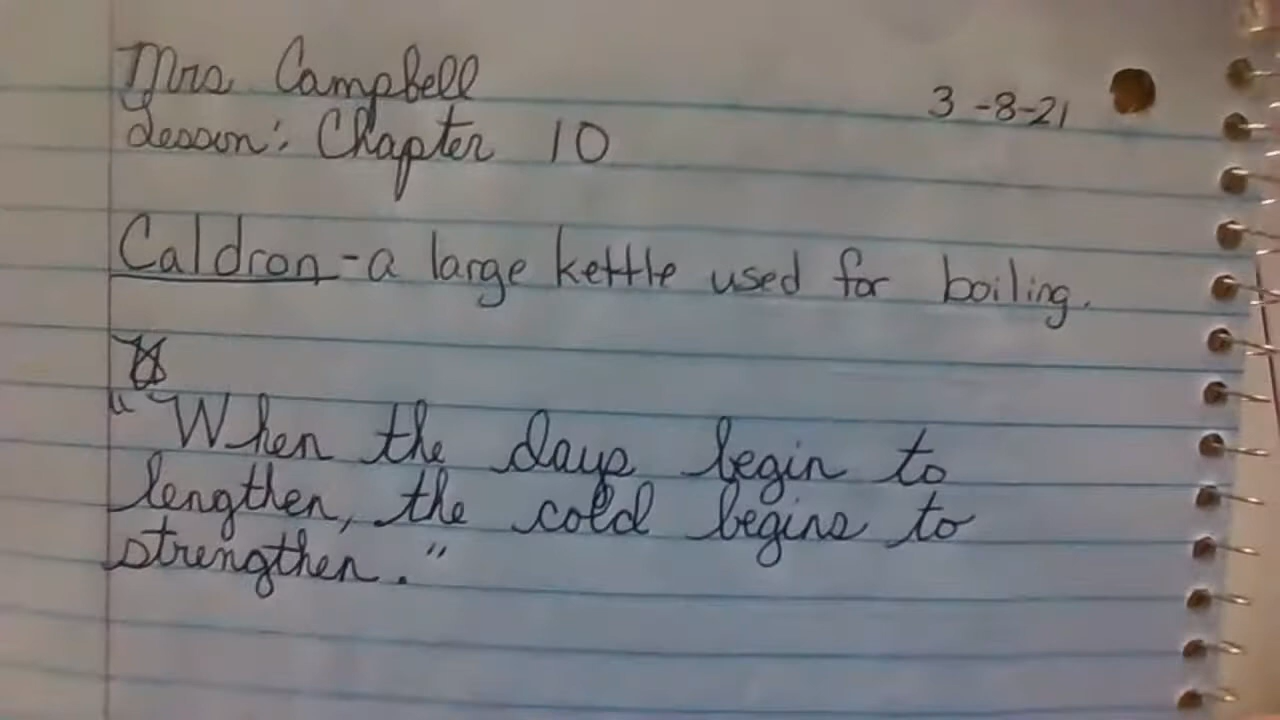 Mrs Campbell
3-8-21
Lesson: Chapter 10
Caldron - a large kettle used for boiling.
"When the days begin to
lengthen, the cold begins to
strengthen."